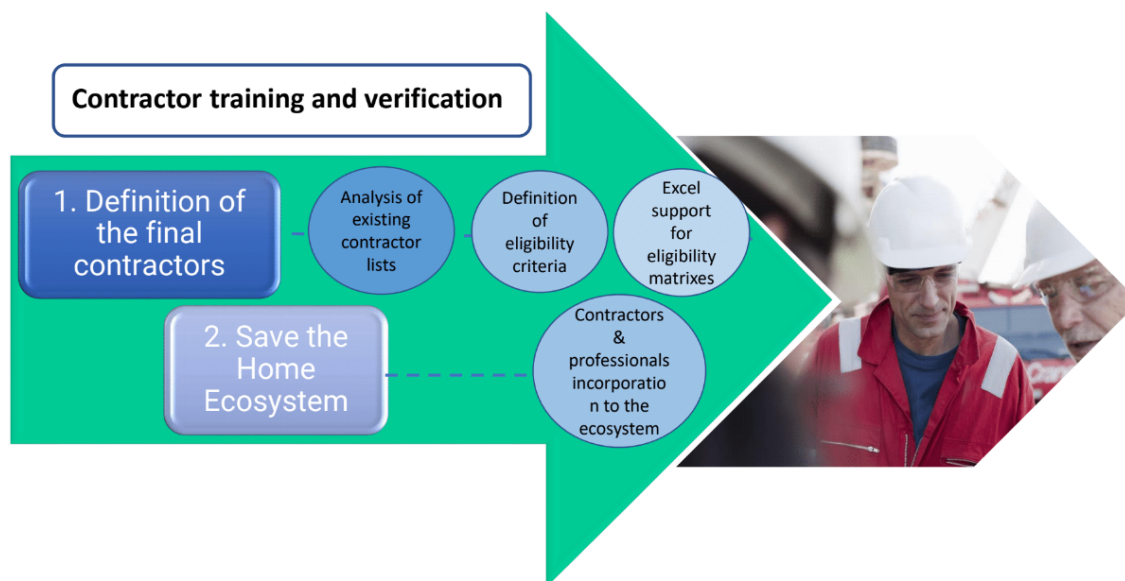 Contractor training and verification
1. Definition of
the final
contractors
Analysis of
existing
contractor
lists
Definition
of
eligibility
criteria
Excel
support
for
eligibility
matrixes
2. Save the
Home
Ecosystem
Contractors
&
professionals
incorporatio
n to the
ecosystem